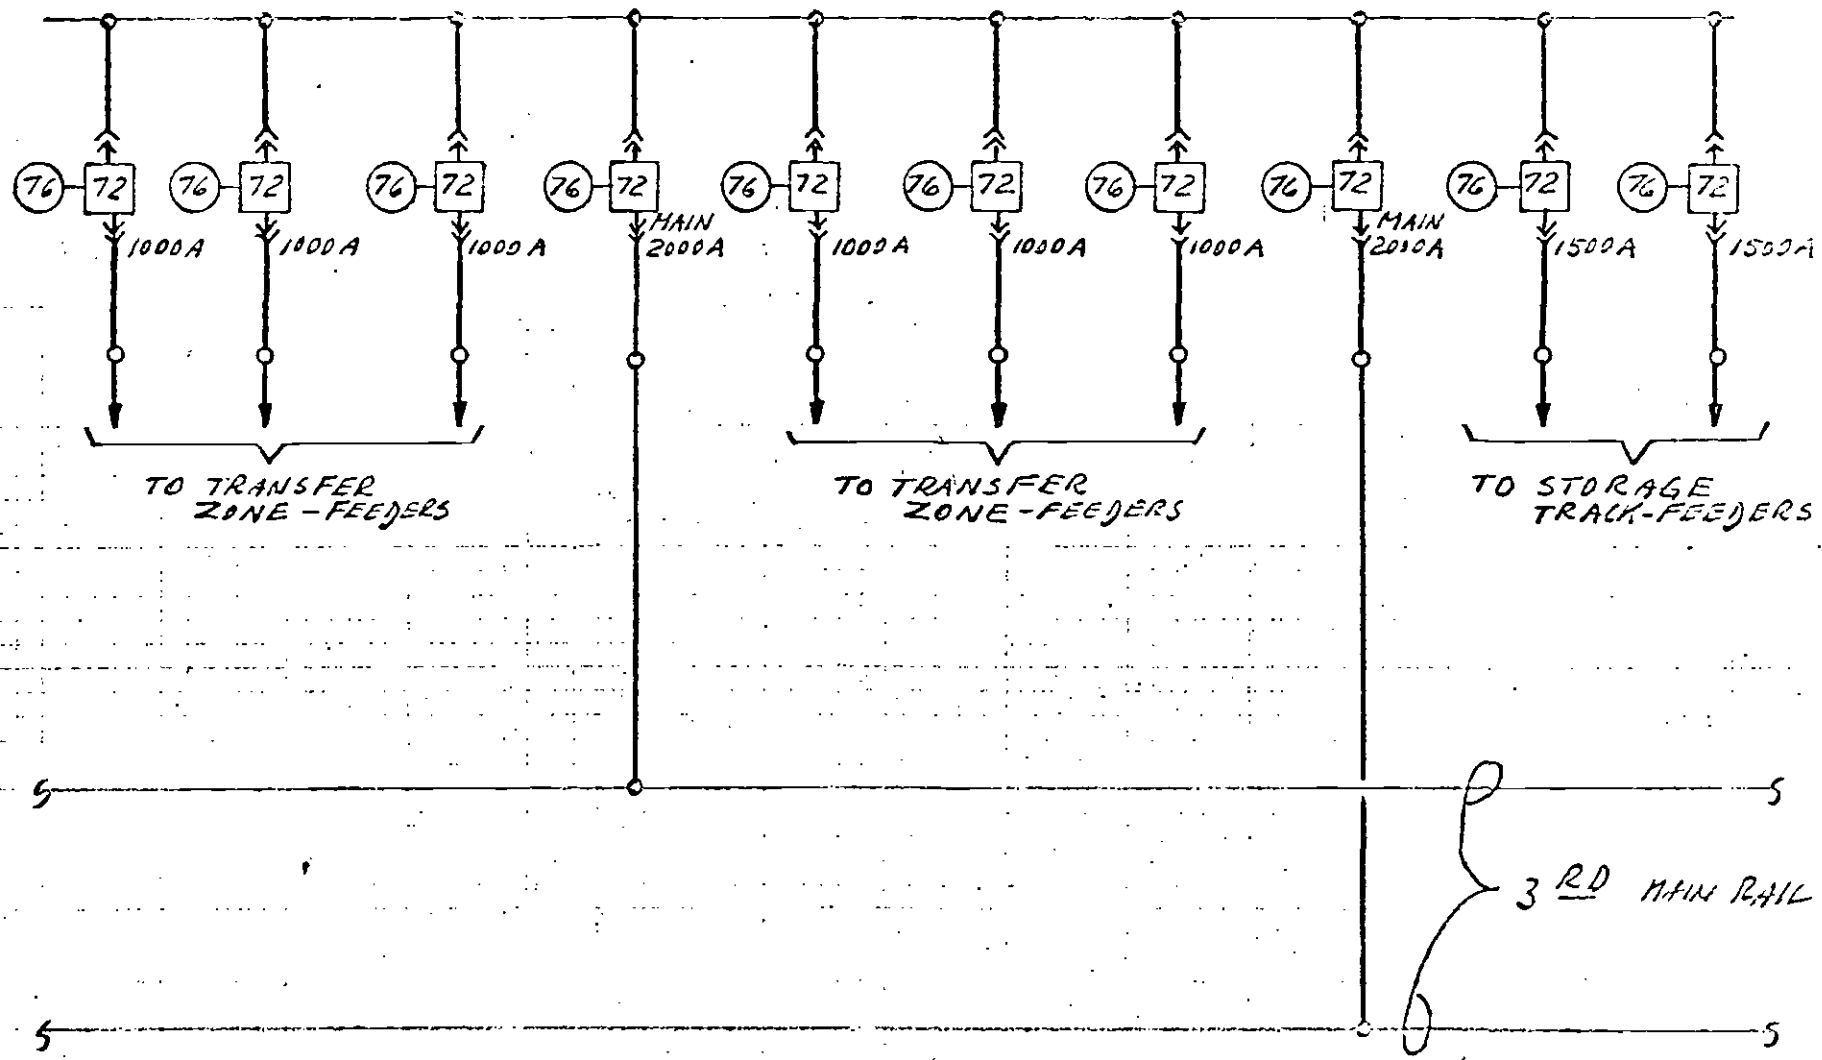 76 72 76 72 76 72 76 72 76 72 76 72 76 72 76 72 76 72 76 72
MAIN MAIN
1000A 1000A 1000A 2000A 1000A 1000A 1000A 2000A 1500A 1500A
TO TRANSFER
ZONE-FEEDERS
TO TRANSFER
ZONE-FEEDERS
TO STORAGE
TRACK-FEEDERS
3 RD MAIN RAIL